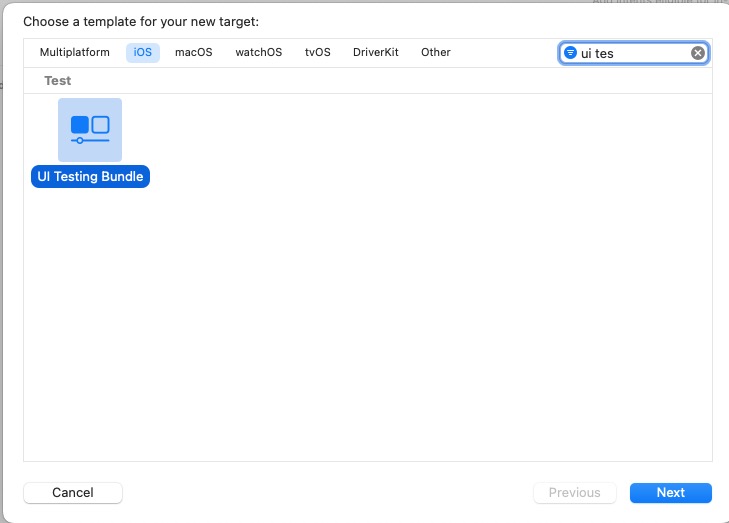 Choose a template for your new target:
Multiplatform iOS macOS watchOS tvOS DriverKit Other ui tes
Test
UI Testing Bundle
Cancel Previous Next